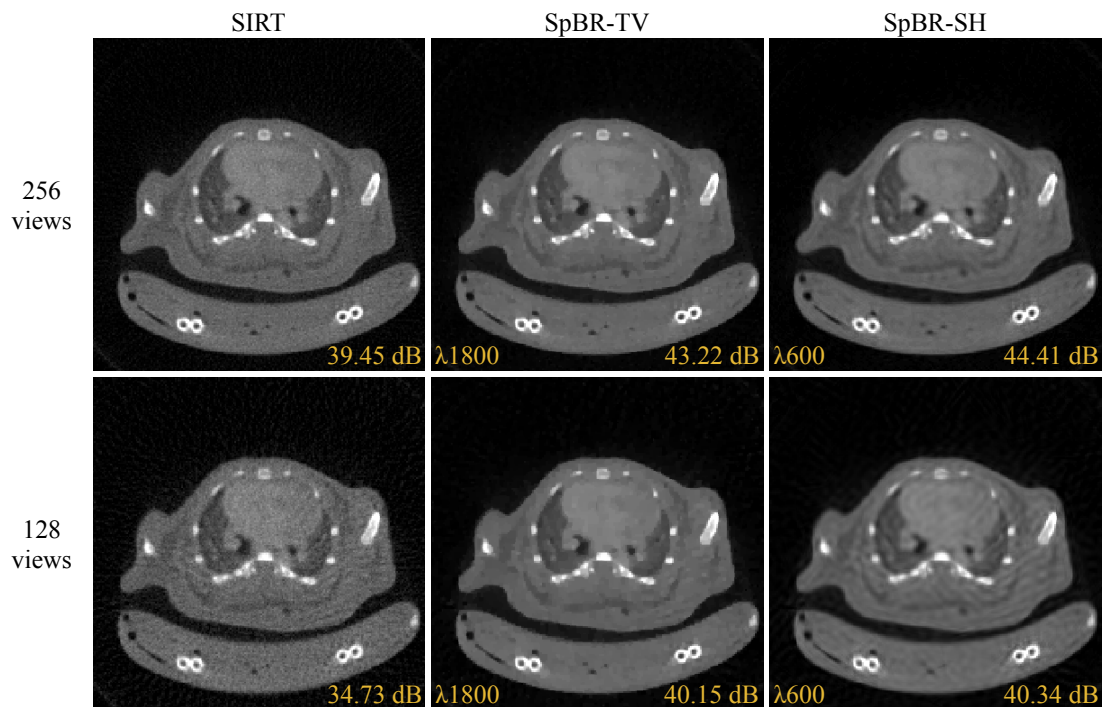 SIRT
SpBR-TV
SpBR-SH
256
views
39.45 dB
λ1800
43.22 dB
λ600
44.41 dB
128
views
34.73 dB
λ1800
40.15 dB
λ600
40.34 dB